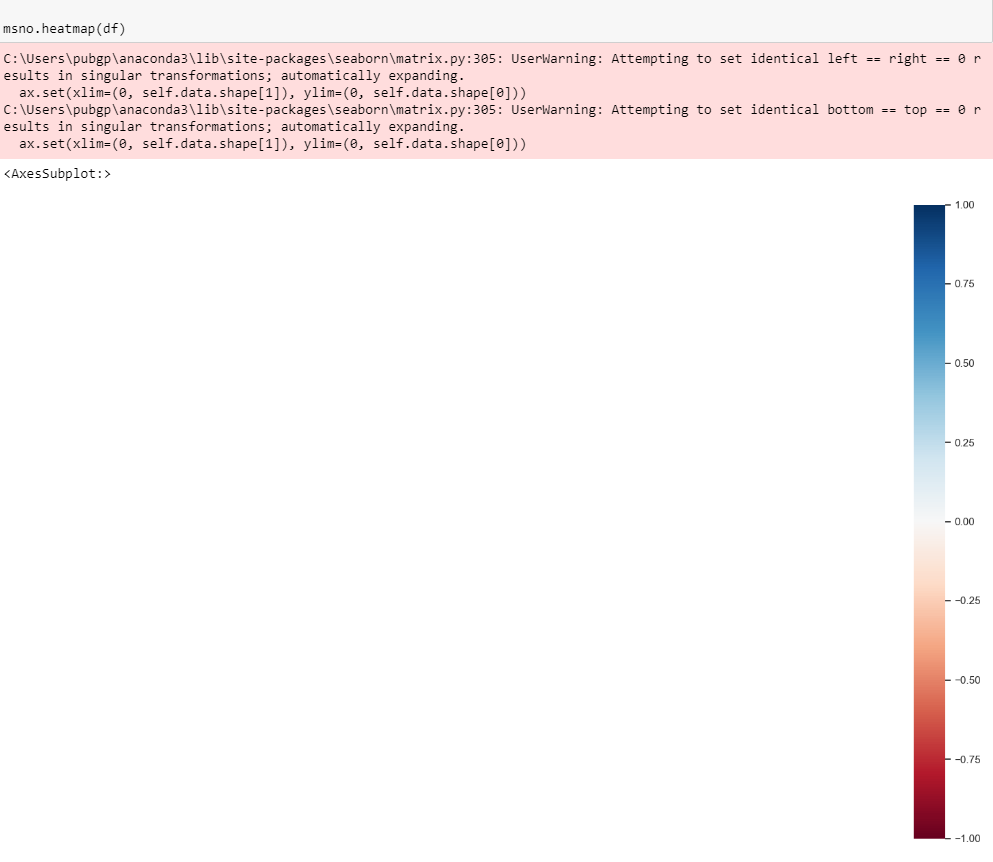 msno.heatmap(df)
C:\Users\pubgp\anaconda3\lib\site-packages\seaborn\matrix.py:305: UserWarning: Attempting to set identical left == right == 0 r
esults in singular transformations; automatically expanding.
  ax.set(xlim=(0, self.data.shape[1]), ylim=(0, self.data.shape[0]))
C:\Users\pubgp\anaconda3\lib\site-packages\seaborn\matrix.py:305: UserWarning: Attempting to set identical bottom == top == 0 r
esults in singular transformations; automatically expanding.
  ax.set(xlim=(0, self.data.shape[1]), ylim=(0, self.data.shape[0]))
<AxesSubplot:>
1.00
0.75
0.50
0.25
0.00
−0.25
−0.50
−0.75
−1.00